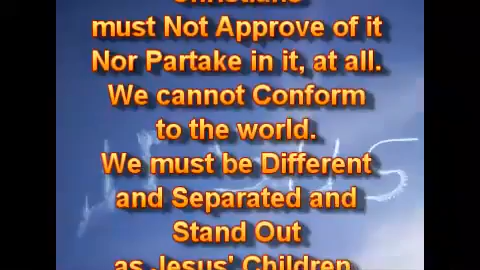 Christians
must Not Approve of it
Nor Partake in it, at all.
We cannot Conform
to the world.
We must be Different
and Separated and
Stand Out
as Jesus' Children.
JESUS